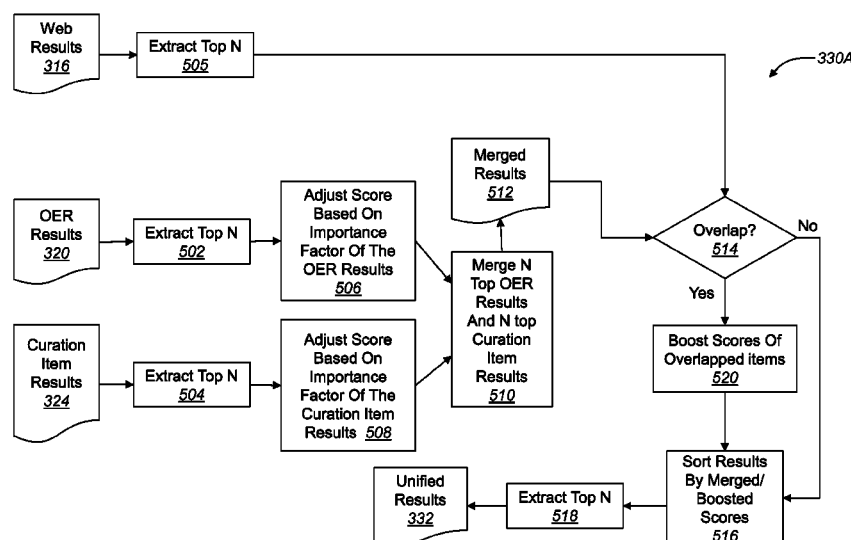 Web
Results
316
Extract Top N
505
330A
OER
Results
320
Extract Top N
502
Adjust Score
Based On
Importance
Factor Of The
OER Results
506
Merged
Results
512
Overlap?
514
No
Yes
Curation
Item
Results
324
Extract Top N
504
Adjust Score
Based On
Importance
Factor Of The
Curation Item
Results 508
Merge N
Top OER
Results
And N top
Curation
Item
Results
510
Boost Scores Of
Overlapped items
520
Sort Results
By Merged/
Boosted
Scores
516
Extract Top N
518
Unified
Results
332